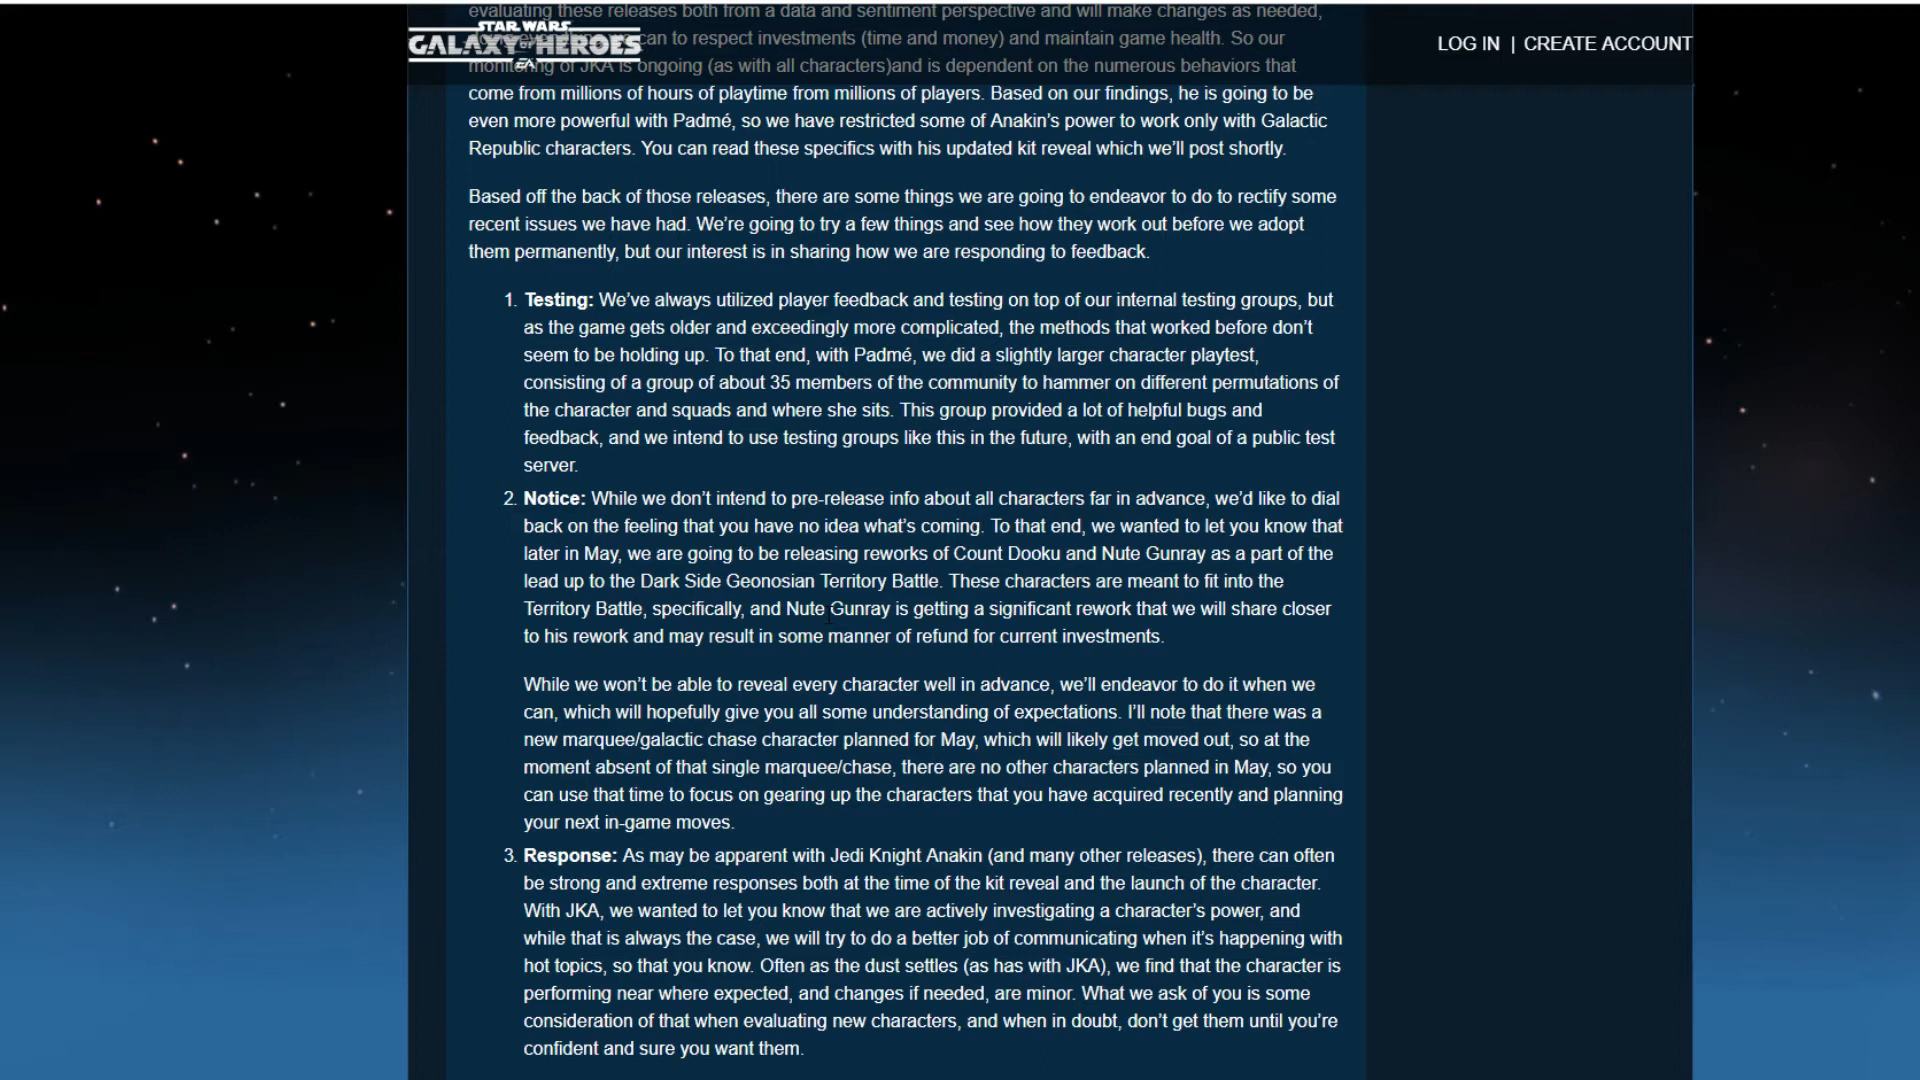 evaluating these releases both from a data and sentiment perspective and will make changes as needed,
STAR WARS
GALAXY OF HEROES
EA
can to respect investments (time and money) and maintain game health. So our
LOG IN | CREATE ACCOUNT
monitoring of JKA is ongoing (as with all characters)and is dependent on the numerous behaviors that
come from millions of hours of playtime from millions of players. Based on our findings, he is going to be
even more powerful with Padmé, so we have restricted some of Anakin’s power to work only with Galactic
Republic characters. You can read these specifics with his updated kit reveal which we’ll post shortly.
Based off the back of those releases, there are some things we are going to endeavor to do to rectify some
recent issues we have had. We’re going to try a few things and see how they work out before we adopt
them permanently, but our interest is in sharing how we are responding to feedback.
1. Testing: We’ve always utilized player feedback and testing on top of our internal testing groups, but
as the game gets older and exceedingly more complicated, the methods that worked before don’t
seem to be holding up. To that end, with Padmé, we did a slightly larger character playtest,
consisting of a group of about 35 members of the community to hammer on different permutations of
the character and squads and where she sits. This group provided a lot of helpful bugs and
feedback, and we intend to use testing groups like this in the future, with an end goal of a public test
server.
2. Notice: While we don’t intend to pre-release info about all characters far in advance, we’d like to dial
back on the feeling that you have no idea what’s coming. To that end, we wanted to let you know that
later in May, we are going to be releasing reworks of Count Dooku and Nute Gunray as a part of the
lead up to the Dark Side Geonosian Territory Battle. These characters are meant to fit into the
Territory Battle, specifically, and Nute Gunray is getting a significant rework that we will share closer
to his rework and may result in some manner of refund for current investments.
While we won’t be able to reveal every character well in advance, we’ll endeavor to do it when we
can, which will hopefully give you all some understanding of expectations. I’ll note that there was a
new marquee/galactic chase character planned for May, which will likely get moved out, so at the
moment absent of that single marquee/chase, there are no other characters planned in May, so you
can use that time to focus on gearing up the characters that you have acquired recently and planning
your next in-game moves.
3. Response: As may be apparent with Jedi Knight Anakin (and many other releases), there can often
be strong and extreme responses both at the time of the kit reveal and the launch of the character.
With JKA, we wanted to let you know that we are actively investigating a character’s power, and
while that is always the case, we will try to do a better job of communicating when it’s happening with
hot topics, so that you know. Often as the dust settles (as has with JKA), we find that the character is
performing near where expected, and changes if needed, are minor. What we ask of you is some
consideration of that when evaluating new characters, and when in doubt, don’t get them until you’re
confident and sure you want them.